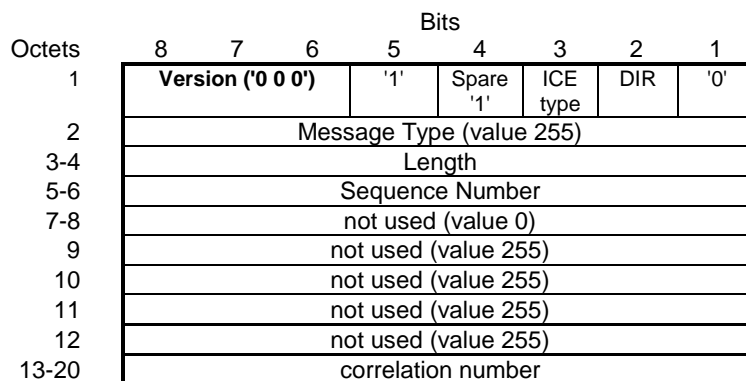 Bits
Octets 8 7 6 5 4 3 2 1
1 Version ('0 0 0') '1' Spare '1' ICE type DIR '0'
2 Message Type (value 255)
3-4 Length
5-6 Sequence Number
7-8 not used (value 0)
9 not used (value 255)
10 not used (value 255)
11 not used (value 255)
12 not used (value 255)
13-20 correlation number